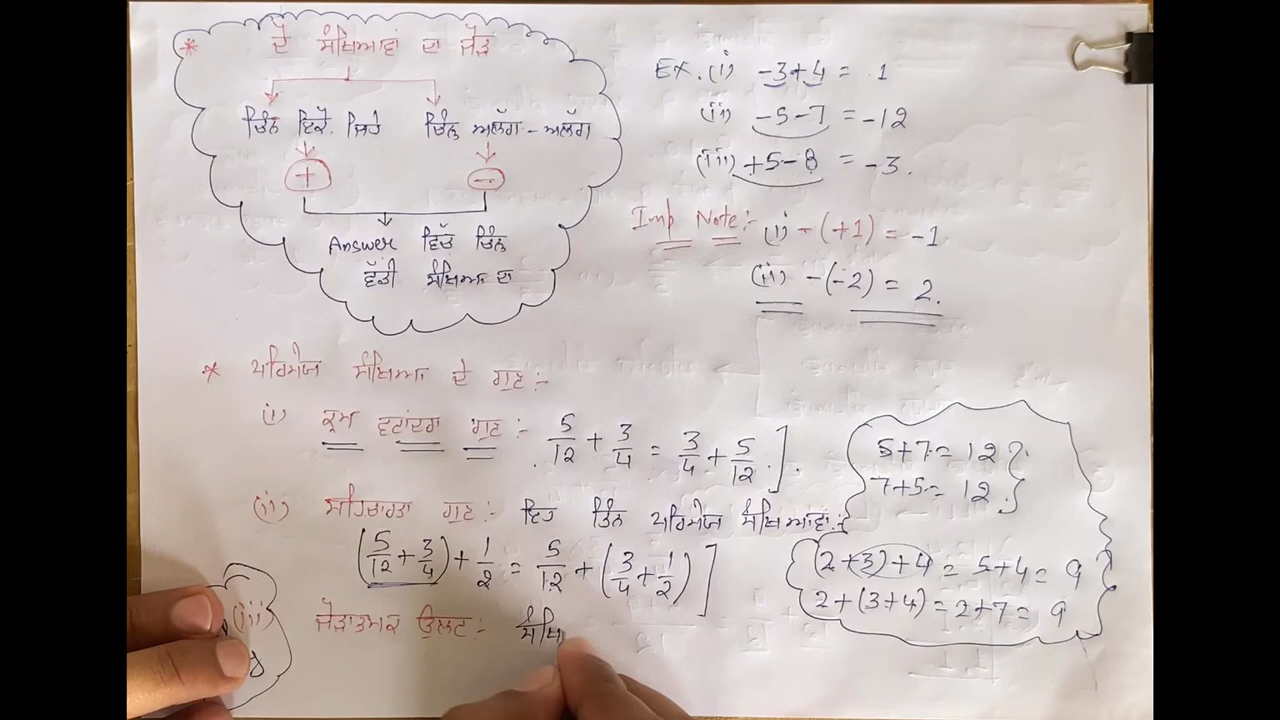 * ਦੋ ਸੰਖਿਆਵਾਂ ਦਾ ਜੋੜ
ਚਿੰਨ ਇਕੋ ਜਿਹੇ ਚਿੰਨ ਅਲੱਗ-ਅਲੱਗ
+ -
Answer ਵਿੱਚ ਚਿੰਨ
ਵੱਡੀ ਸੰਖਿਆ ਦਾ
Ex. (i) -3+4 = 1
(ii) -5-7 = -12
(iii) +5-8 = -3.
Imp Note:- (i) -(+1) = -1
(ii) -(-2) = 2.
* ਪਰਿਮੇਯ ਸੰਖਿਆ ਦੇ ਗੁਣ:-
(i) ਕ੍ਰਮ ਵਟਾਂਦਰਾ ਗੁਣ:- 5/12 + 3/4 = 3/4 + 5/12 ].
5+7 = 12
7+5 = 12
(ii) ਸਹਿਚਾਰਤਾ ਗੁਣ:- ਇਹ ਤਿੰਨ ਪਰਿਮੇਯ ਸੰਖਿਆਵਾਂ:
(5/12 + 3/4) + 1/2 = 5/12 + (3/4 + 1/2) ]
(2+3)+4 = 5+4 = 9
2+(3+4) = 2+7 = 9
(iii) ਜੋੜਾਤਮਕ ਉਲਟ:- ਸੰਖਿ